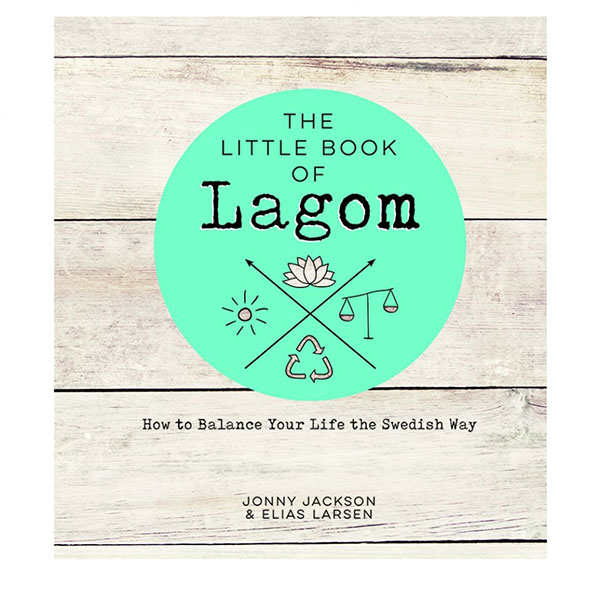 THE
LITTLE BOOK
OF
Lagom
How to Balance Your Life the Swedish Way
JONNY JACKSON
& ELIAS LARSEN